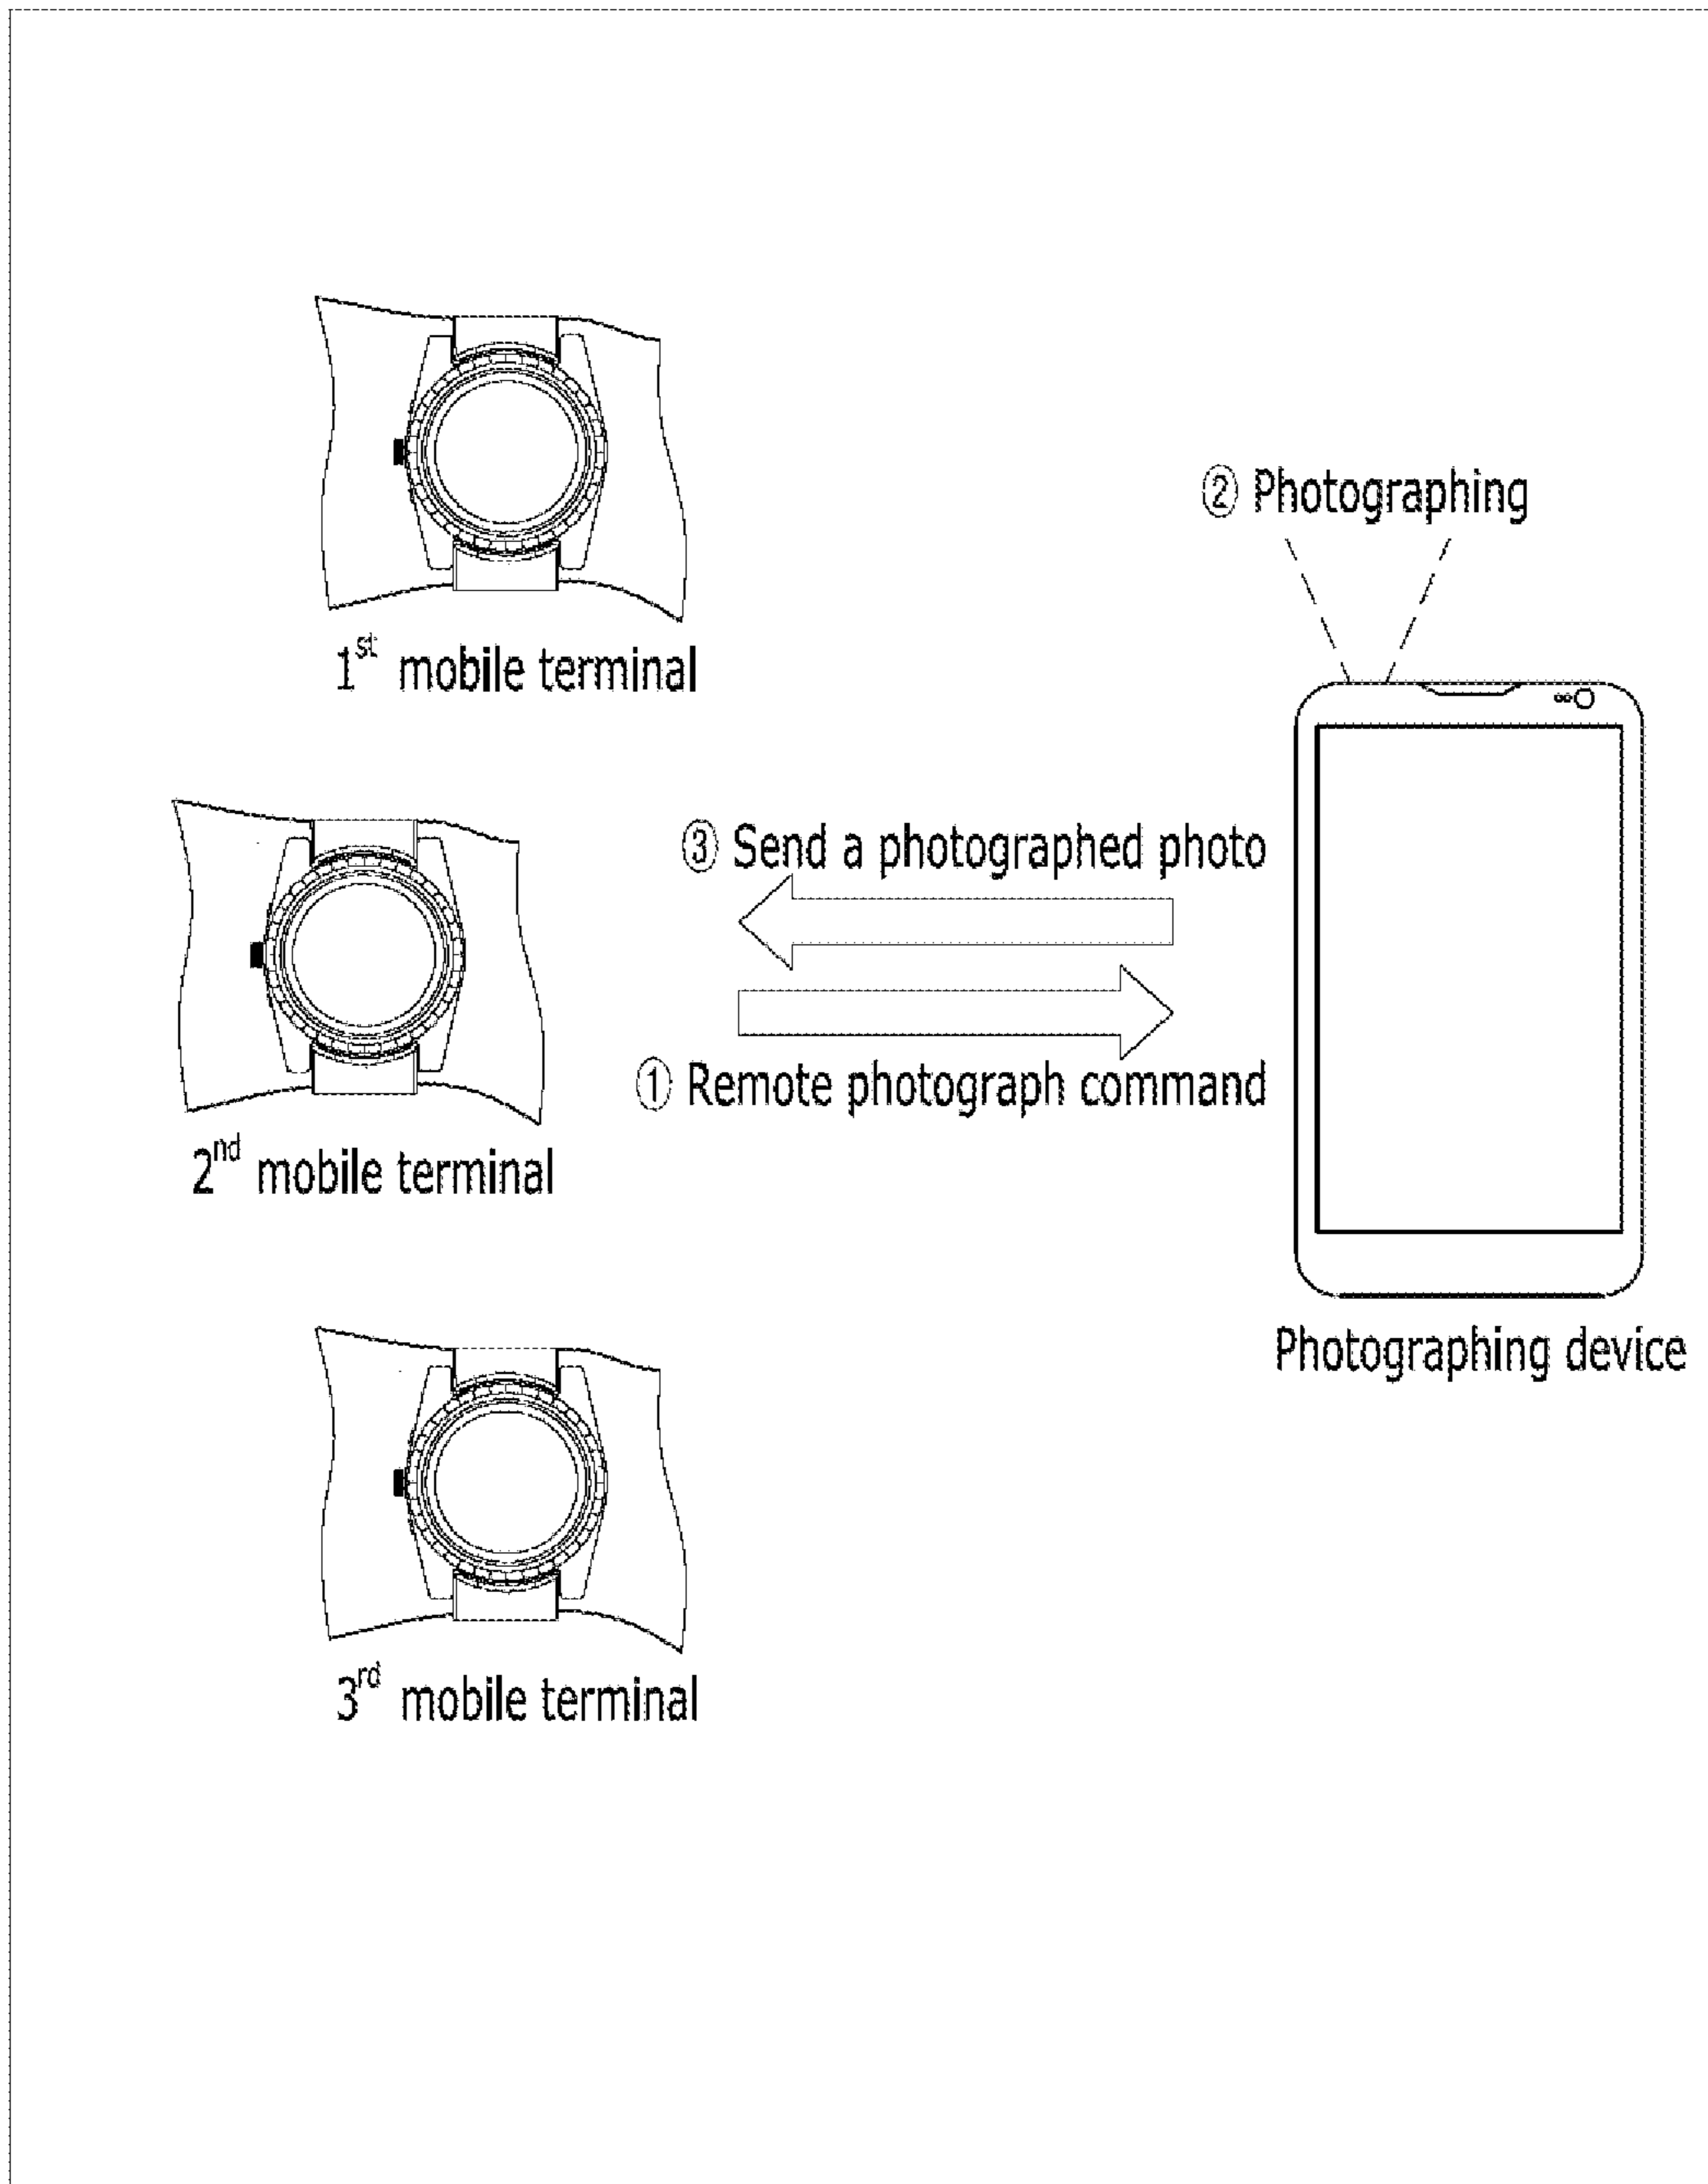 ② Photographing
1st mobile terminal
③ Send a photographed photo
① Remote photograph command
2nd mobile terminal
Photographing device
3rd mobile terminal